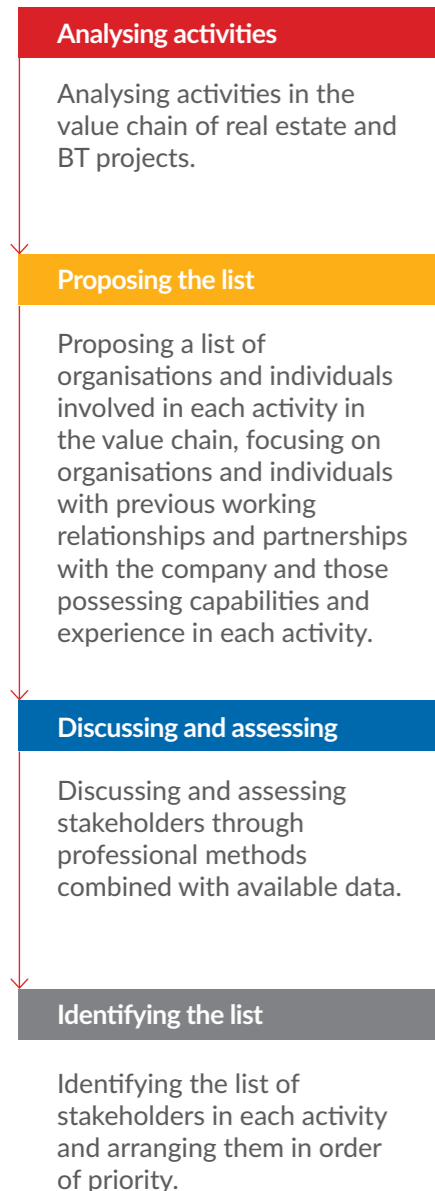 Analysing activities
Analysing activities in the
value chain of real estate and
BT projects.
Proposing the list
Proposing a list of
organisations and individuals
involved in each activity in
the value chain, focusing on
organisations and individuals
with previous working
relationships and partnerships
with the company and those
possessing capabilities and
experience in each activity.
Discussing and assessing
Discussing and assessing
stakeholders through
professional methods
combined with available data.
Identifying the list
Identifying the list of
stakeholders in each activity
and arranging them in order
of priority.